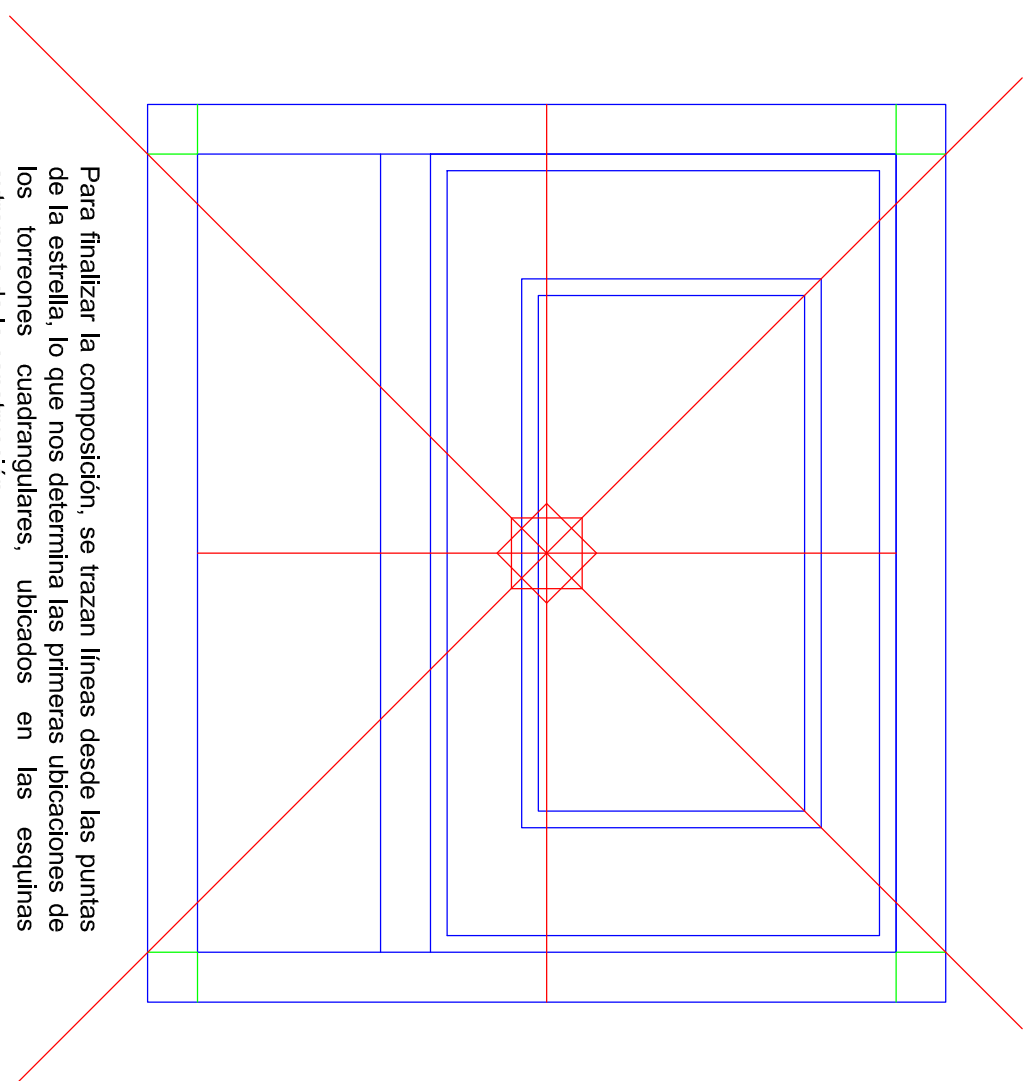 Para finalizar la composición, se trazan líneas desde las puntas
de la estrella, lo que nos determina las primeras ubicaciones de
los torreones cuadrangulares, ubicados en las esquinas